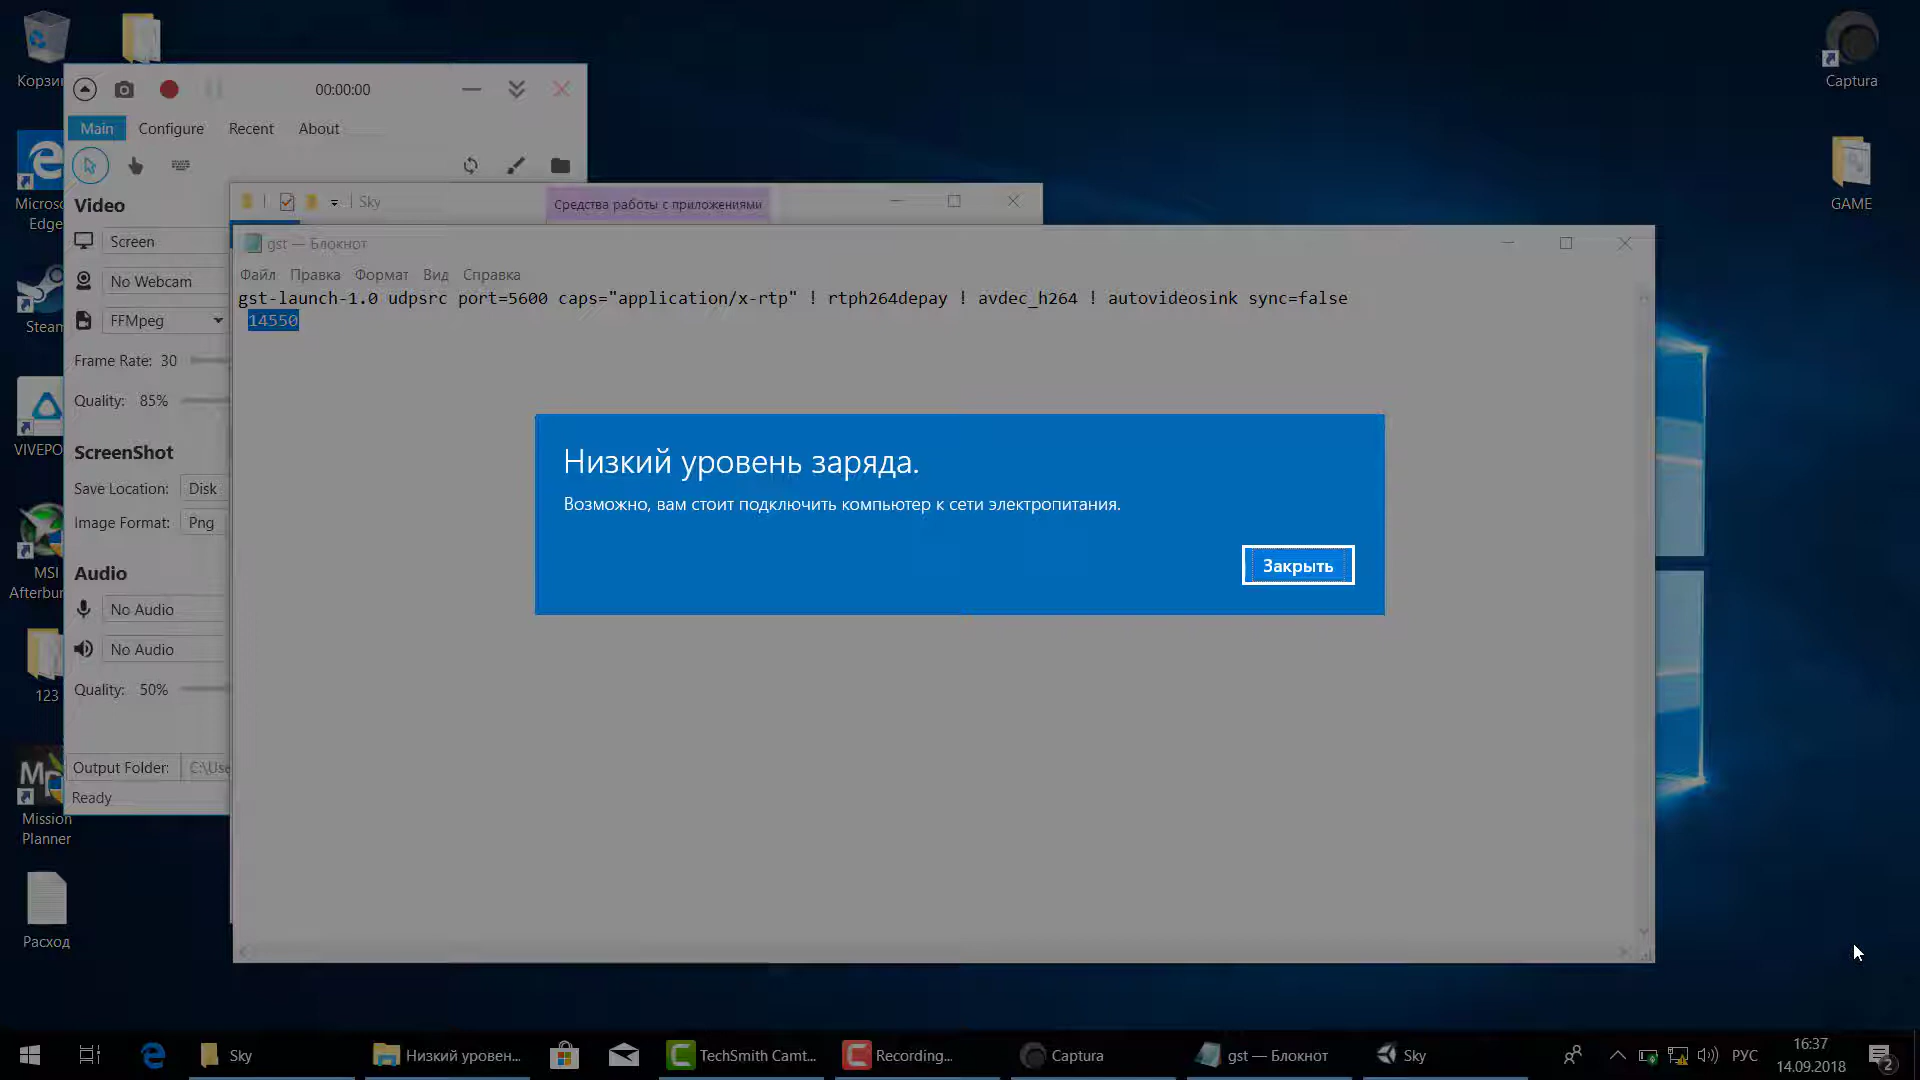 Captura
GAME
Microso
Edge
Steam
VIVEPO
MSI
Afterbur
123
Mission
Planner
Расход
00:00:00
Main
Configure
Recent
About
Video
Screen
No Webcam
FFMpeg
Frame Rate: 30
Quality: 85%
ScreenShot
Save Location: Disk
Image Format: Png
Audio
No Audio
No Audio
Quality: 50%
Output Folder: C:\Use
Ready
Sky
Средства работы с приложениями
gst — Блокнот
Файл Правка Формат Вид Справка
gst-launch-1.0 udpsrc port=5600 caps="application/x-rtp" ! rtph264depay ! avdec_h264 ! autovideosink sync=false
14550
Низкий уровень заряда.
Возможно, вам стоит подключить компьютер к сети электропитания.
Закрыть
Sky
Низкий уровен...
TechSmith Camt...
Recording...
Captura
gst — Блокнот
Sky
РУС
16:37
14.09.2018
2